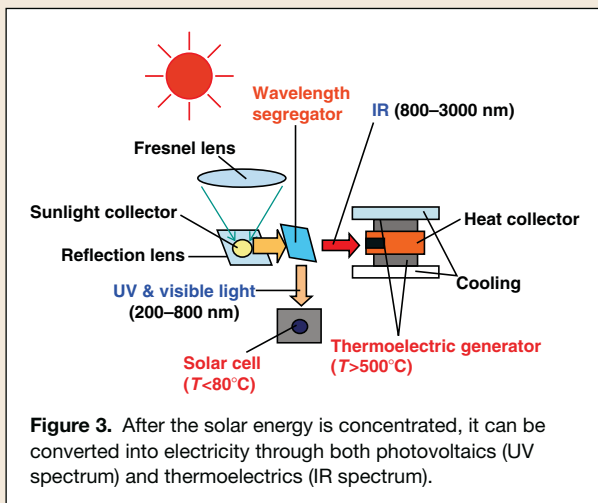 Wavelength
segregator
IR (800–3000 nm)
Fresnel lens
Sunlight collector
Heat collector
Reflection lens
Cooling
UV & visible light
(200–800 nm)
Solar cell
(T<80°C)
Thermoelectric generator
(T>500°C)
Figure 3. After the solar energy is concentrated, it can be
converted into electricity through both photovoltaics (UV
spectrum) and thermoelectrics (IR spectrum).